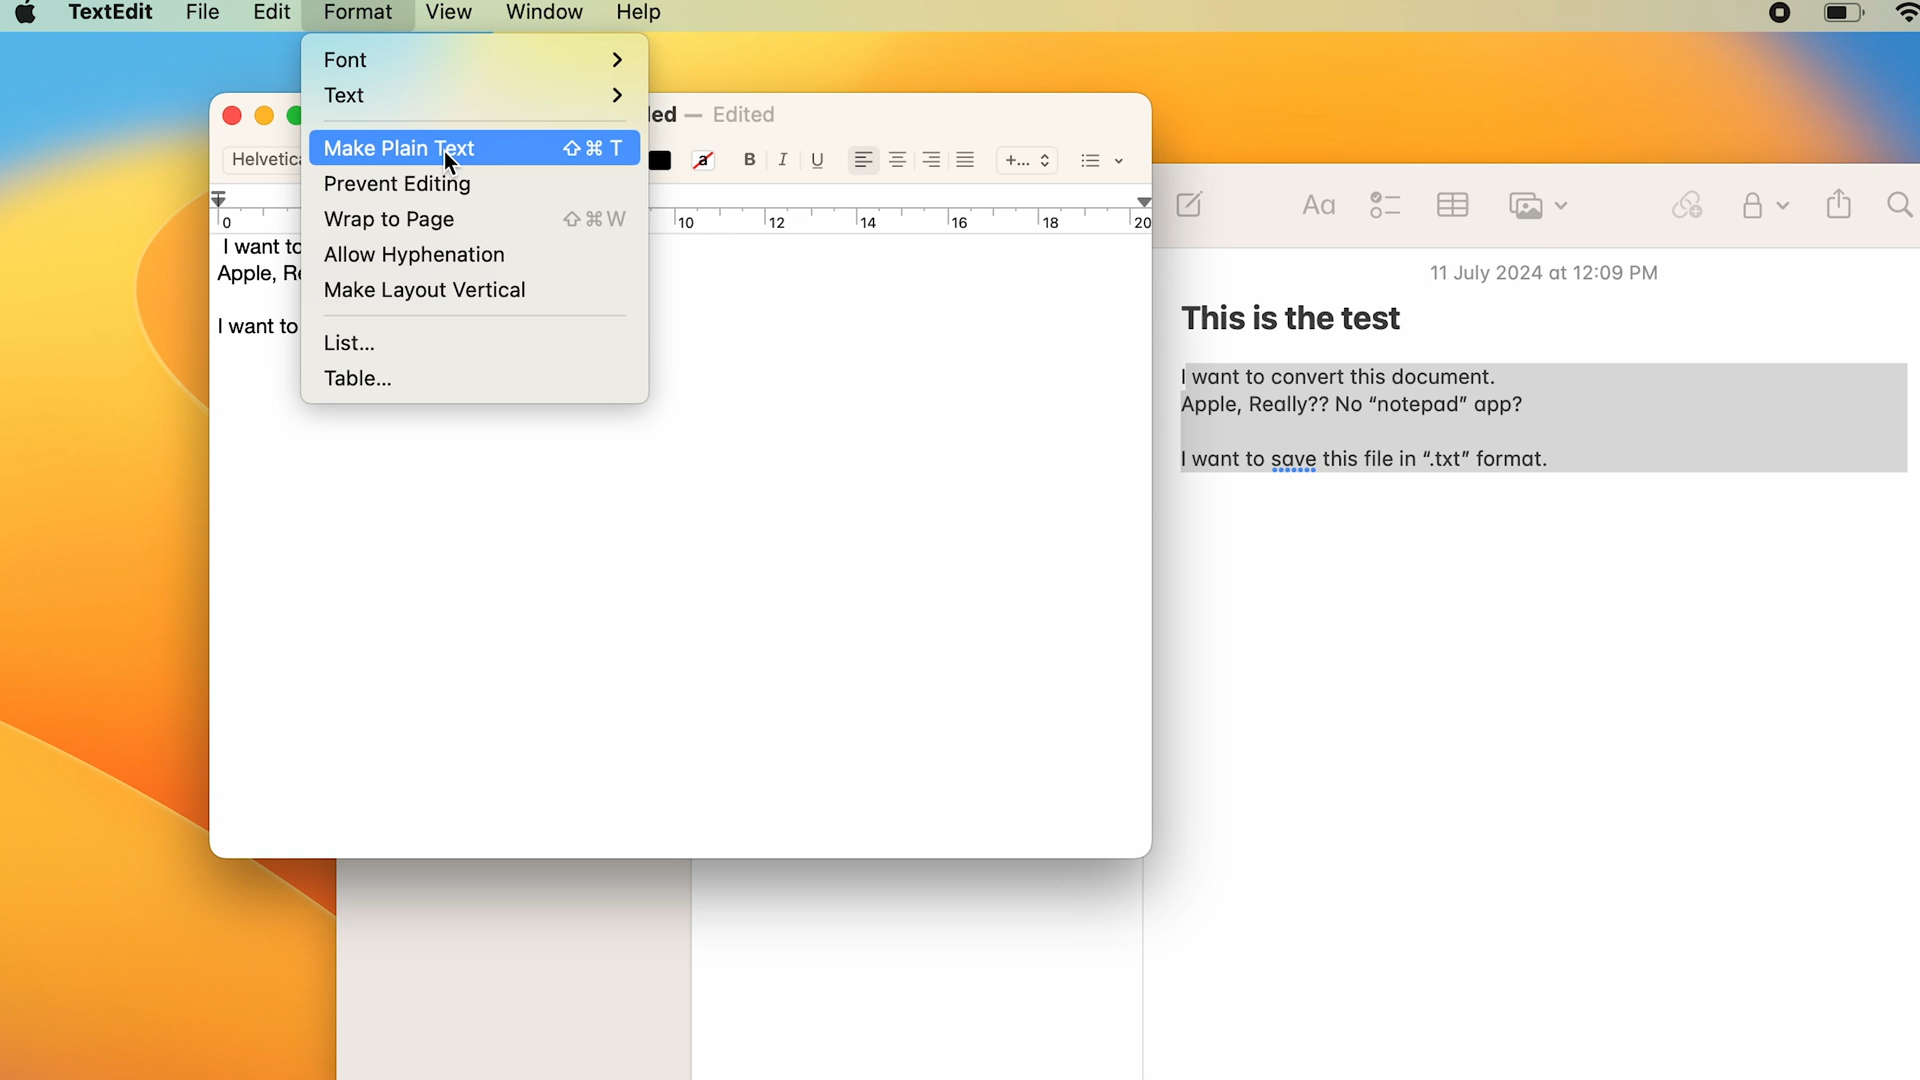 TextEdit File Edit Format View Window Help
Font
Text
Make Plain Text ⇧⌘T
Prevent Editing
Wrap to Page ⇧⌘W
Allow Hyphenation
Make Layout Vertical
List...
Table...
led — Edited
Helvetica
a B I U +...
0 10 12 14 16 18 20
I want to
Apple, Re
I want to
Aa
11 July 2024 at 12:09 PM
This is the test
I want to convert this document.
Apple, Really?? No “notepad” app?
I want to save this file in “.txt” format.